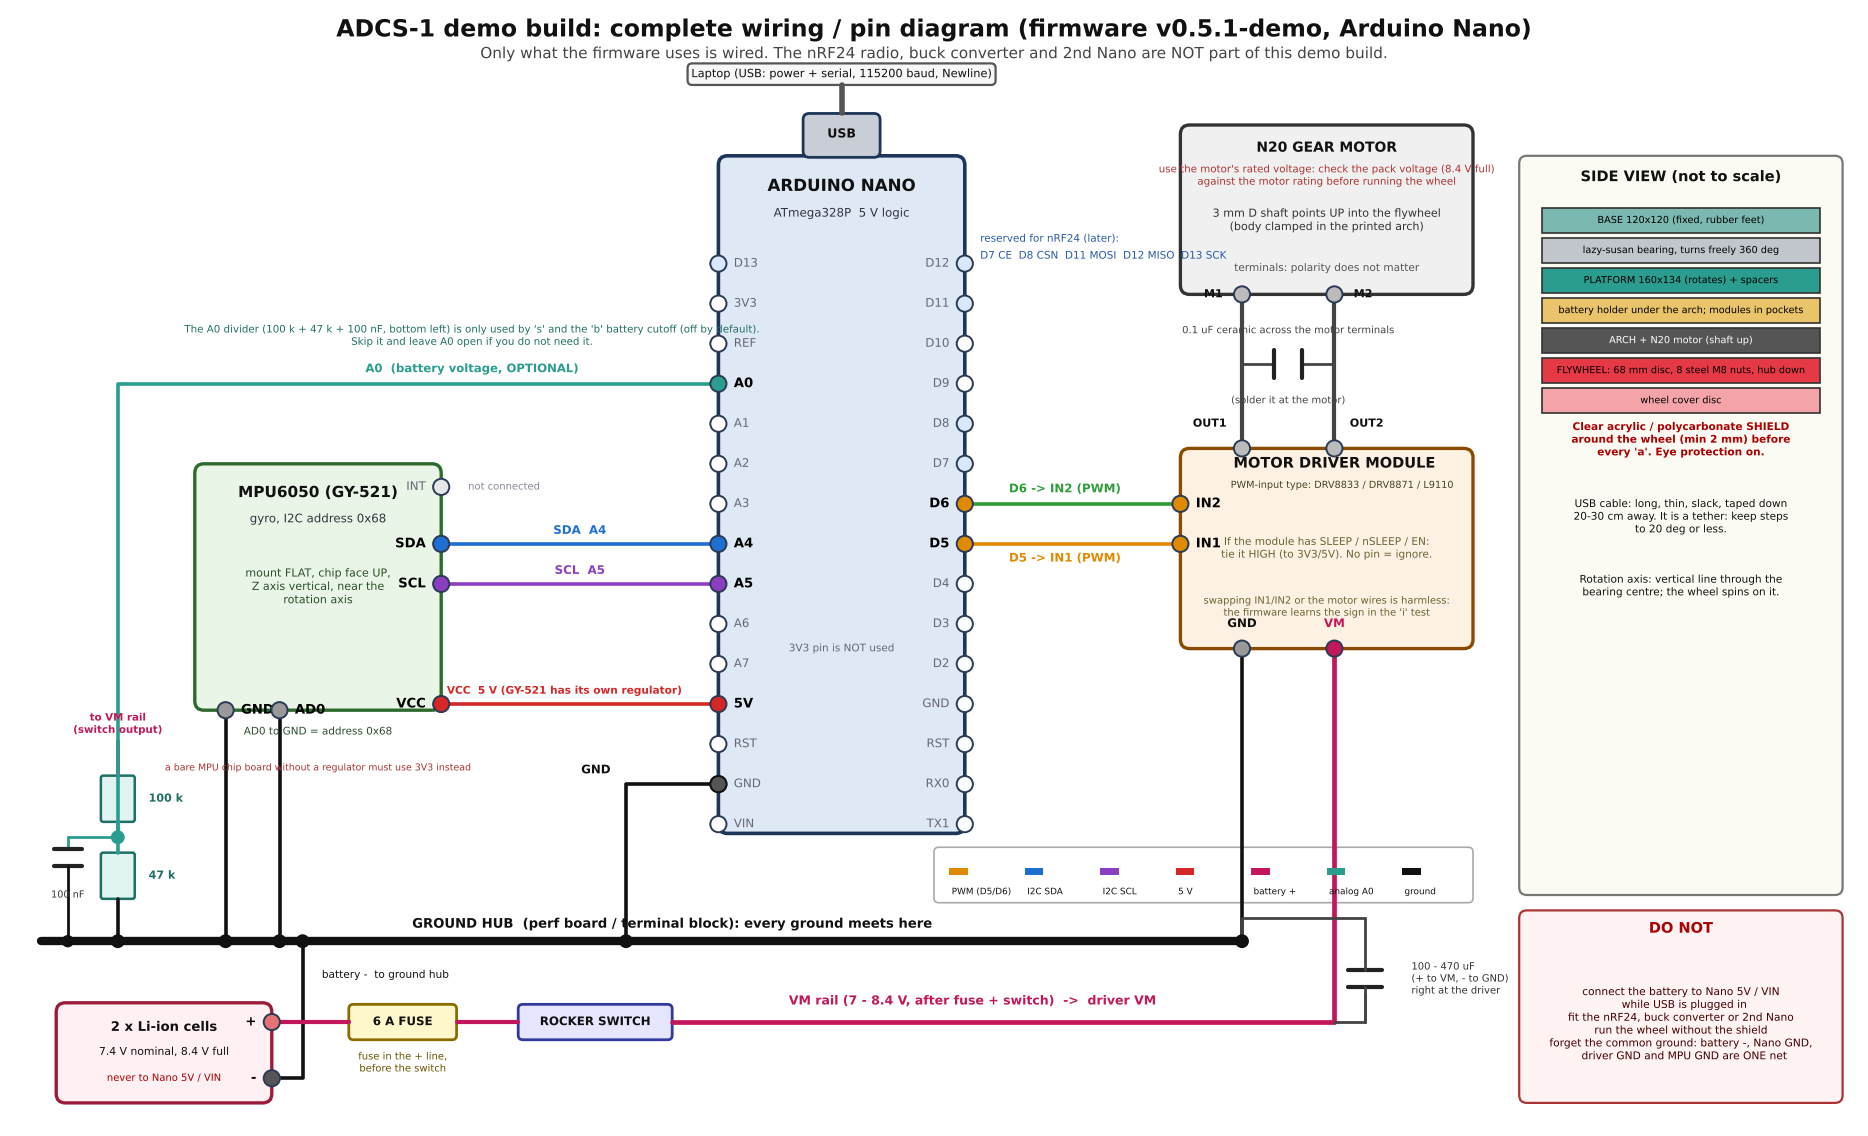 ADCS-1 demo build: complete wiring / pin diagram (firmware v0.5.1-demo, Arduino Nano)
Only what the firmware uses is wired. The nRF24 radio, buck converter and 2nd Nano are NOT part of this demo build.
Laptop (USB: power + serial, 115200 baud, Newline)
USB
ARDUINO NANO
ATmega328P  5 V logic
D13
3V3
REF
A0
A1
A2
A3
A4
A5
A6
A7
5V
RST
GND
VIN
D12
D11
D10
D9
D8
D7
D6
D5
D4
D3
D2
GND
RST
RX0
TX1
3V3 pin is NOT used
reserved for nRF24 (later):
D7 CE  D8 CSN  D11 MOSI  D12 MISO  D13 SCK
The A0 divider (100 k + 47 k + 100 nF, bottom left) is only used by 's' and the 'b' battery cutoff (off by default).
Skip it and leave A0 open if you do not need it.
A0  (battery voltage, OPTIONAL)
MPU6050 (GY-521)
gyro, I2C address 0x68
INT
not connected
SDA
SCL
mount FLAT, chip face UP,
Z axis vertical, near the
rotation axis
VCC
GND
AD0
SDA  A4
SCL  A5
VCC  5 V (GY-521 has its own regulator)
AD0 to GND = address 0x68
a bare MPU chip board without a regulator must use 3V3 instead
GND
to VM rail
(switch output)
100 k
47 k
100 nF
N20 GEAR MOTOR
use the motor's rated voltage: check the pack voltage (8.4 V full)
against the motor rating before running the wheel
3 mm D shaft points UP into the flywheel
(body clamped in the printed arch)
terminals: polarity does not matter
M1
M2
0.1 uF ceramic across the motor terminals
(solder it at the motor)
OUT1
OUT2
MOTOR DRIVER MODULE
PWM-input type: DRV8833 / DRV8871 / L9110
IN2
IN1
If the module has SLEEP / nSLEEP / EN:
tie it HIGH (to 3V3/5V). No pin = ignore.
swapping IN1/IN2 or the motor wires is harmless:
the firmware learns the sign in the 'i' test
GND
VM
D6 -> IN2 (PWM)
D5 -> IN1 (PWM)
PWM (D5/D6)
I2C SDA
I2C SCL
5 V
battery +
analog A0
ground
GROUND HUB  (perf board / terminal block): every ground meets here
battery -  to ground hub
2 x Li-ion cells
7.4 V nominal, 8.4 V full
never to Nano 5V / VIN
+
-
6 A FUSE
fuse in the + line,
before the switch
ROCKER SWITCH
VM rail (7 - 8.4 V, after fuse + switch)  ->  driver VM
100 - 470 uF
(+ to VM, - to GND)
right at the driver
SIDE VIEW (not to scale)
BASE 120x120 (fixed, rubber feet)
lazy-susan bearing, turns freely 360 deg
PLATFORM 160x134 (rotates) + spacers
battery holder under the arch; modules in pockets
ARCH + N20 motor (shaft up)
FLYWHEEL: 68 mm disc, 8 steel M8 nuts, hub down
wheel cover disc
Clear acrylic / polycarbonate SHIELD
around the wheel (min 2 mm) before
every 'a'. Eye protection on.
USB cable: long, thin, slack, taped down
20-30 cm away. It is a tether: keep steps
to 20 deg or less.
Rotation axis: vertical line through the
bearing centre; the wheel spins on it.
DO NOT
connect the battery to Nano 5V / VIN
while USB is plugged in
fit the nRF24, buck converter or 2nd Nano
run the wheel without the shield
forget the common ground: battery -, Nano GND,
driver GND and MPU GND are ONE net